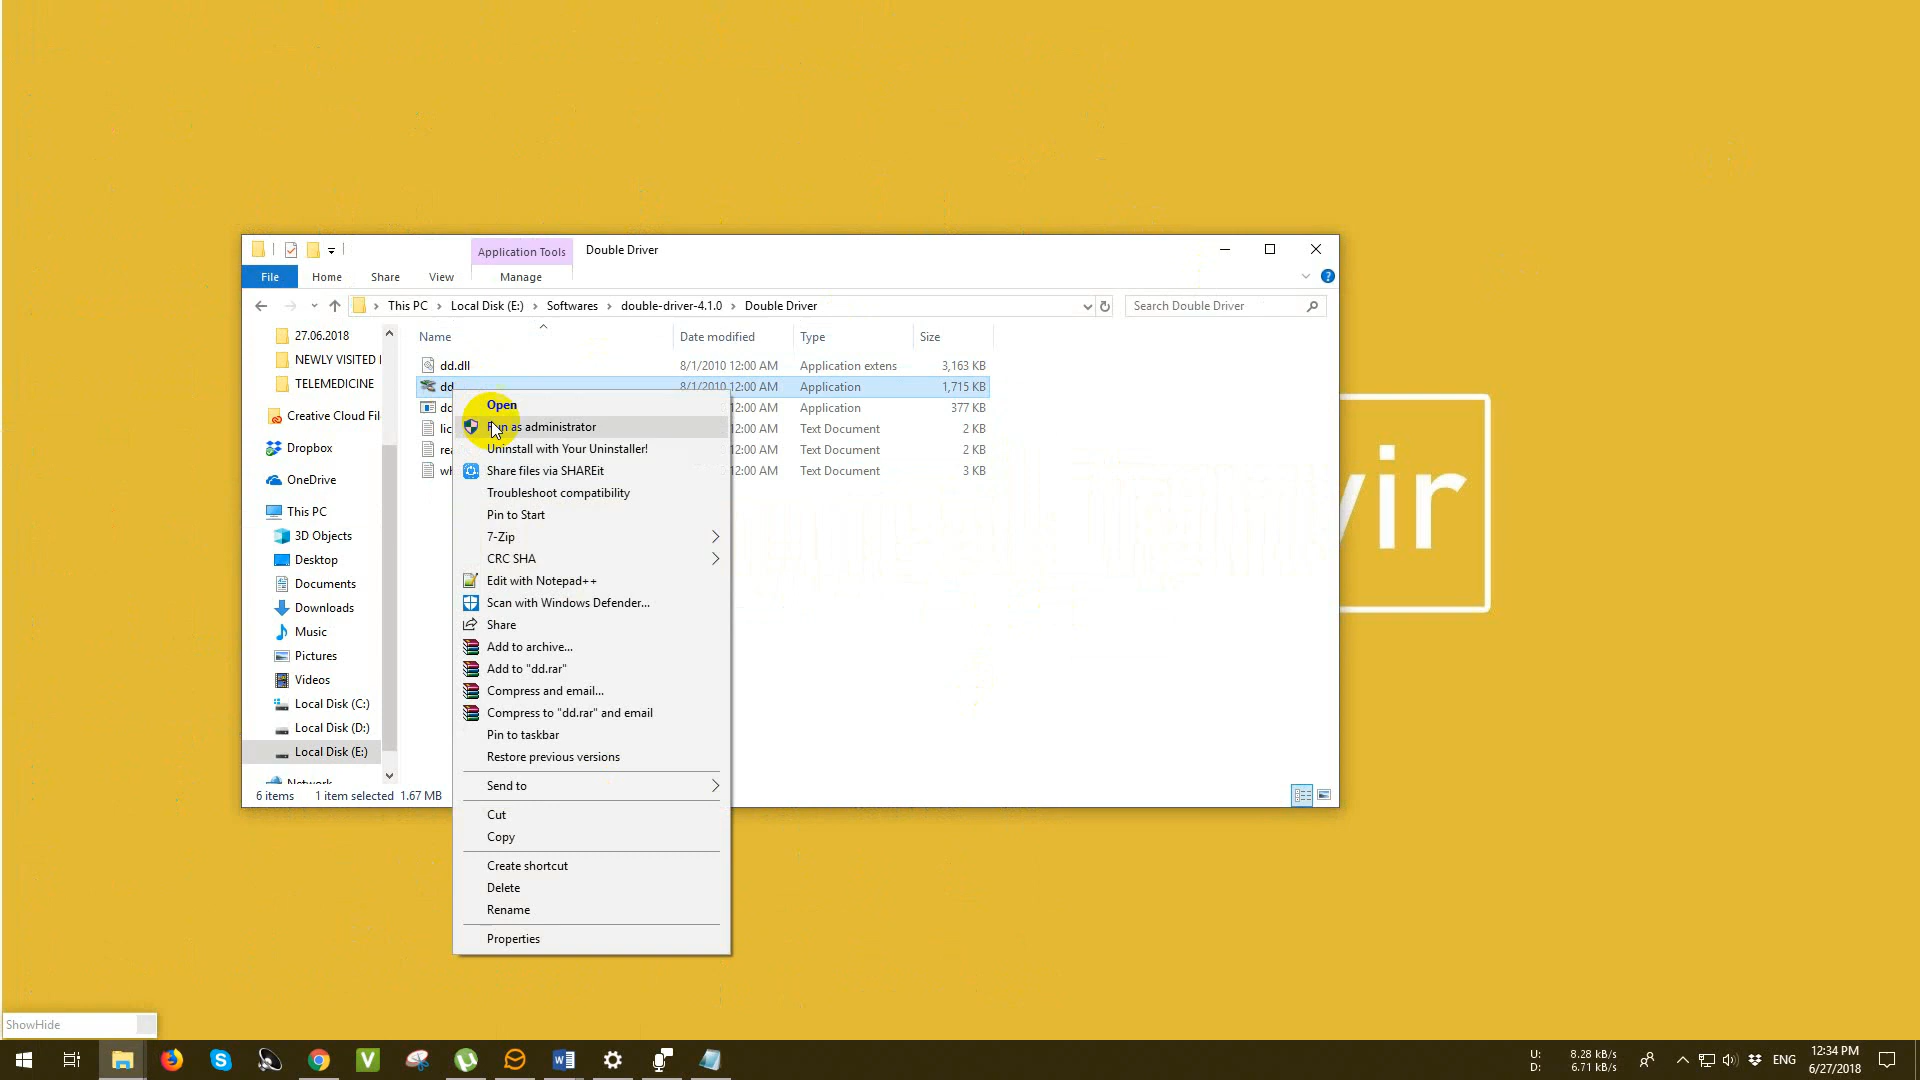 Application Tools
Double Driver
File
Home
Share
View
Manage
This PC
Local Disk (E:)
Softwares
double-driver-4.1.0
Double Driver
Search Double Driver
27.06.2018
NEWLY VISITED
TELEMEDICINE
Creative Cloud Fil
Dropbox
OneDrive
This PC
3D Objects
Desktop
Documents
Downloads
Music
Pictures
Videos
Local Disk (C:)
Local Disk (D:)
Local Disk (E:)
Network
Name
Date modified
Type
Size
dd.dll 8/1/2010 12:00 AM Application extens 3,163 KB
dd 8/1/2010 12:00 AM Application 1,715 KB
12:00 AM Application 377 KB
lic 12:00 AM Text Document 2 KB
rea 12:00 AM Text Document 2 KB
wh 12:00 AM Text Document 3 KB
Open
Run as administrator
Uninstall with Your Uninstaller!
Share files via SHAREit
Troubleshoot compatibility
Pin to Start
7-Zip
CRC SHA
Edit with Notepad++
Scan with Windows Defender...
Share
Add to archive...
Add to "dd.rar"
Compress and email...
Compress to "dd.rar" and email
Pin to taskbar
Restore previous versions
Send to
Cut
Copy
Create shortcut
Delete
Rename
Properties
6 items 1 item selected 1.67 MB
vir
ShowHide
U: 8.28 kB/s
D: 6.71 kB/s
ENG
12:34 PM
6/27/2018